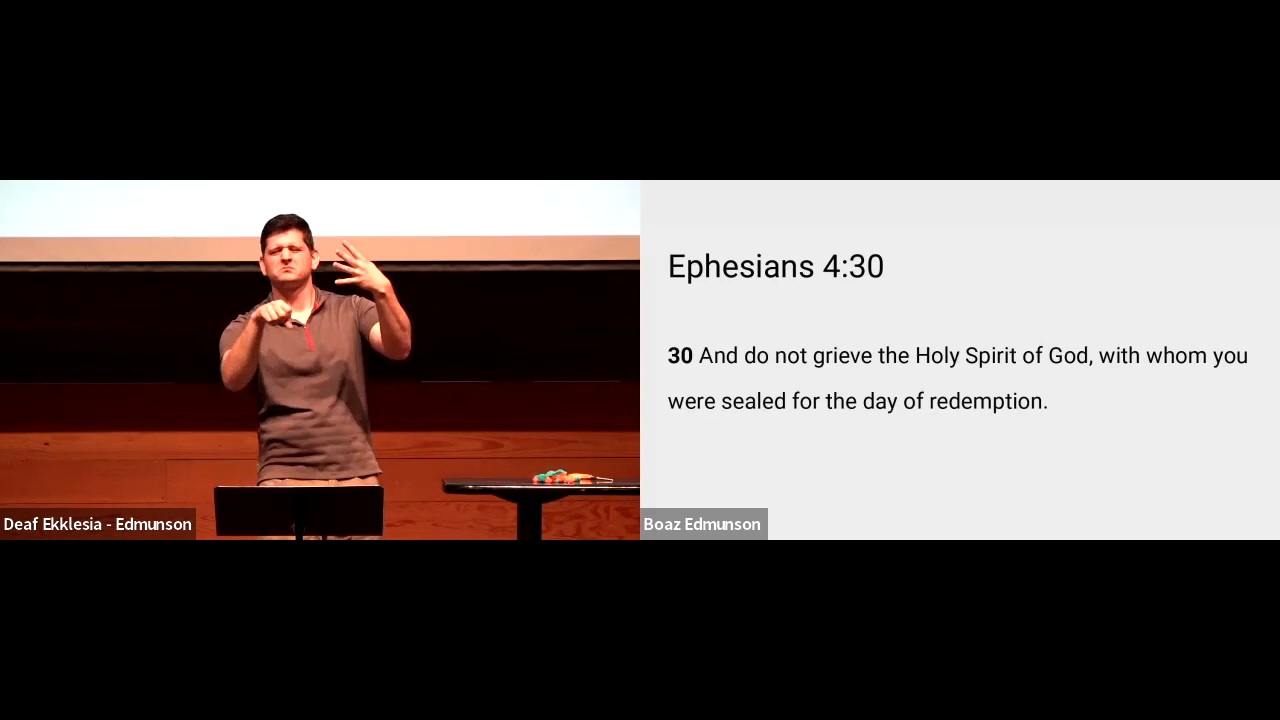 Ephesians 4:30
30 And do not grieve the Holy Spirit of God, with whom you
were sealed for the day of redemption.
Deaf Ekklesia - Edmunson
Boaz Edmunson